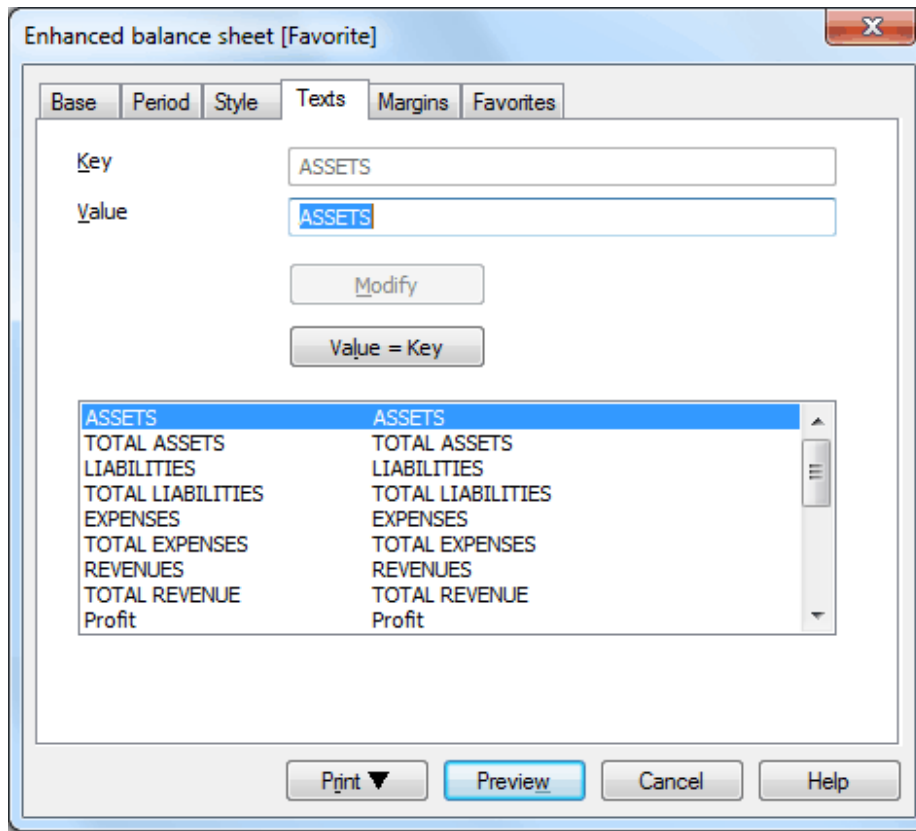 Enhanced balance sheet [Favorite]
Base Period Style Texts Margins Favorites
Key ASSETS
Value ASSETS
Modify
Value = Key
ASSETS ASSETS
TOTAL ASSETS TOTAL ASSETS
LIABILITIES LIABILITIES
TOTAL LIABILITIES TOTAL LIABILITIES
EXPENSES EXPENSES
TOTAL EXPENSES TOTAL EXPENSES
REVENUES REVENUES
TOTAL REVENUE TOTAL REVENUE
Profit Profit
Print ▼ Preview Cancel Help